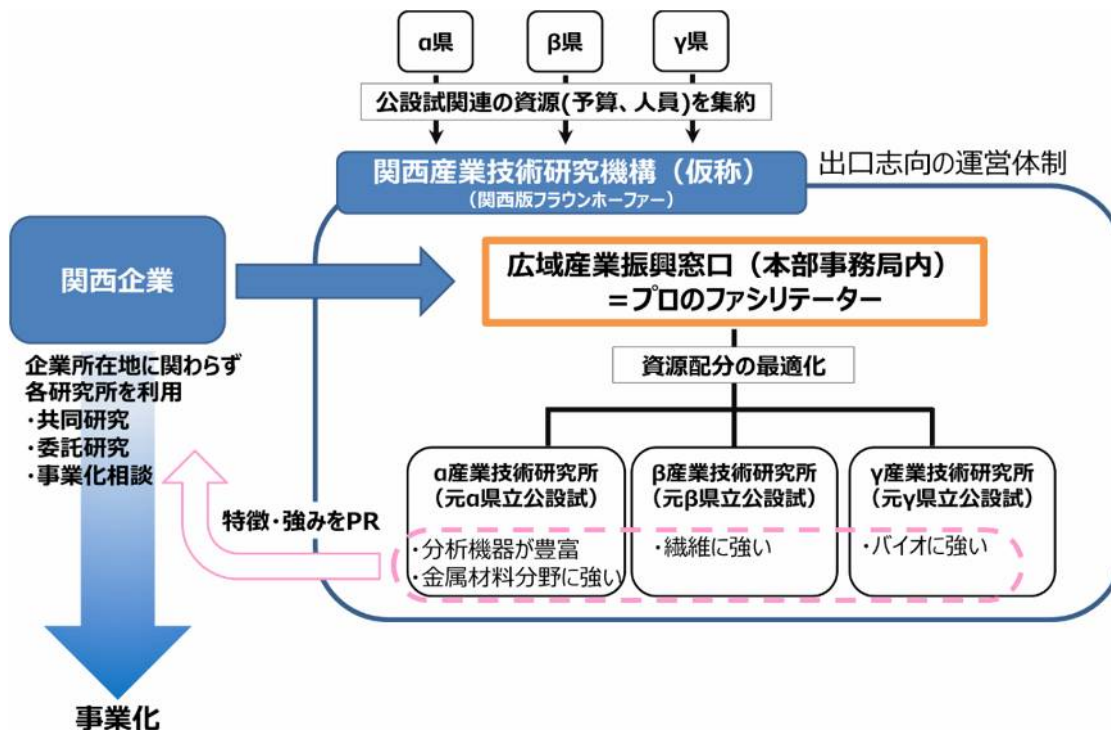 α県
β県
γ県
公設試関連の資源(予算、人員)を集約
関西産業技術研究機構（仮称）
（関西版フラウンホーファー）
出口志向の運営体制
関西企業
広域産業振興窓口（本部事務局内）
＝プロのファシリテーター
資源配分の最適化
企業所在地に関わらず
各研究所を利用
・共同研究
・委託研究
・事業化相談
特徴・強みをPR
α産業技術研究所
（元α県立公設試）
・分析機器が豊富
・金属材料分野に強い
β産業技術研究所
（元β県立公設試）
・繊維に強い
γ産業技術研究所
（元γ県立公設試）
・バイオに強い
事業化